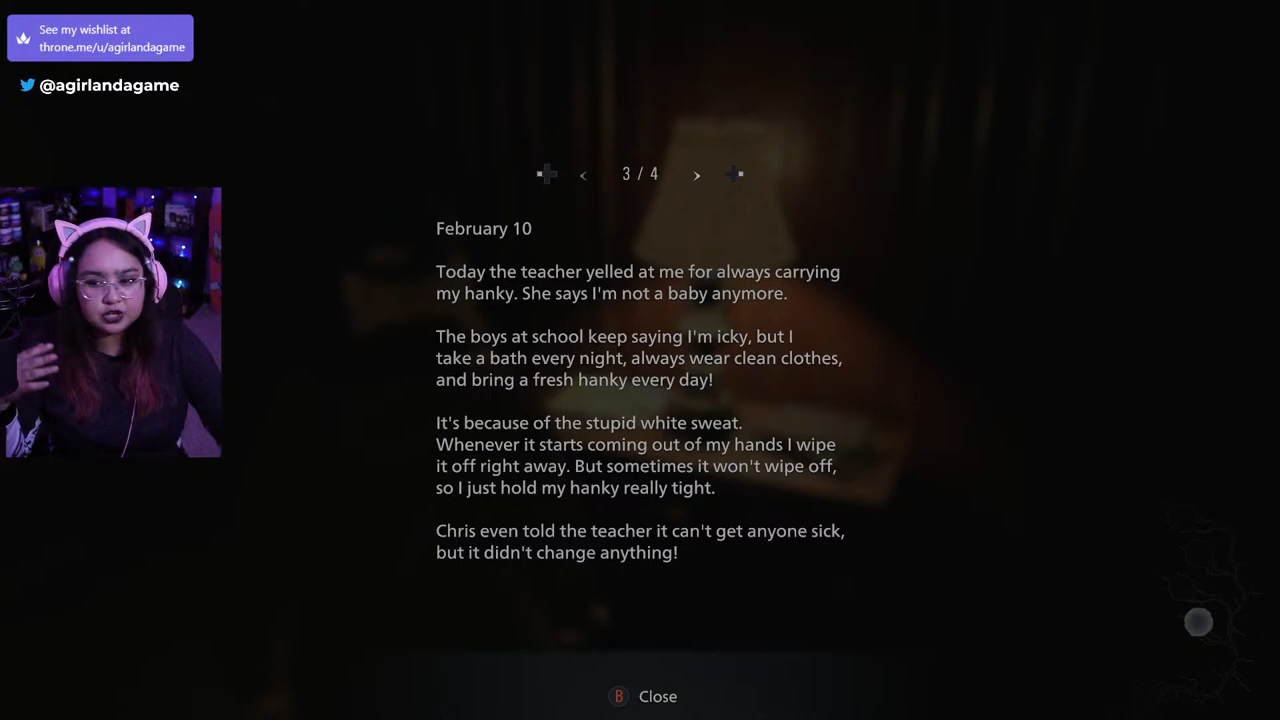 See my wishlist at
throne.me/u/agirlandagame
@agirlandagame
3 / 4
February 10
Today the teacher yelled at me for always carrying
my hanky. She says I'm not a baby anymore.
The boys at school keep saying I'm icky, but I
take a bath every night, always wear clean clothes,
and bring a fresh hanky every day!
It's because of the stupid white sweat.
Whenever it starts coming out of my hands I wipe
it off right away. But sometimes it won't wipe off,
so I just hold my hanky really tight.
Chris even told the teacher it can't get anyone sick,
but it didn't change anything!
B Close